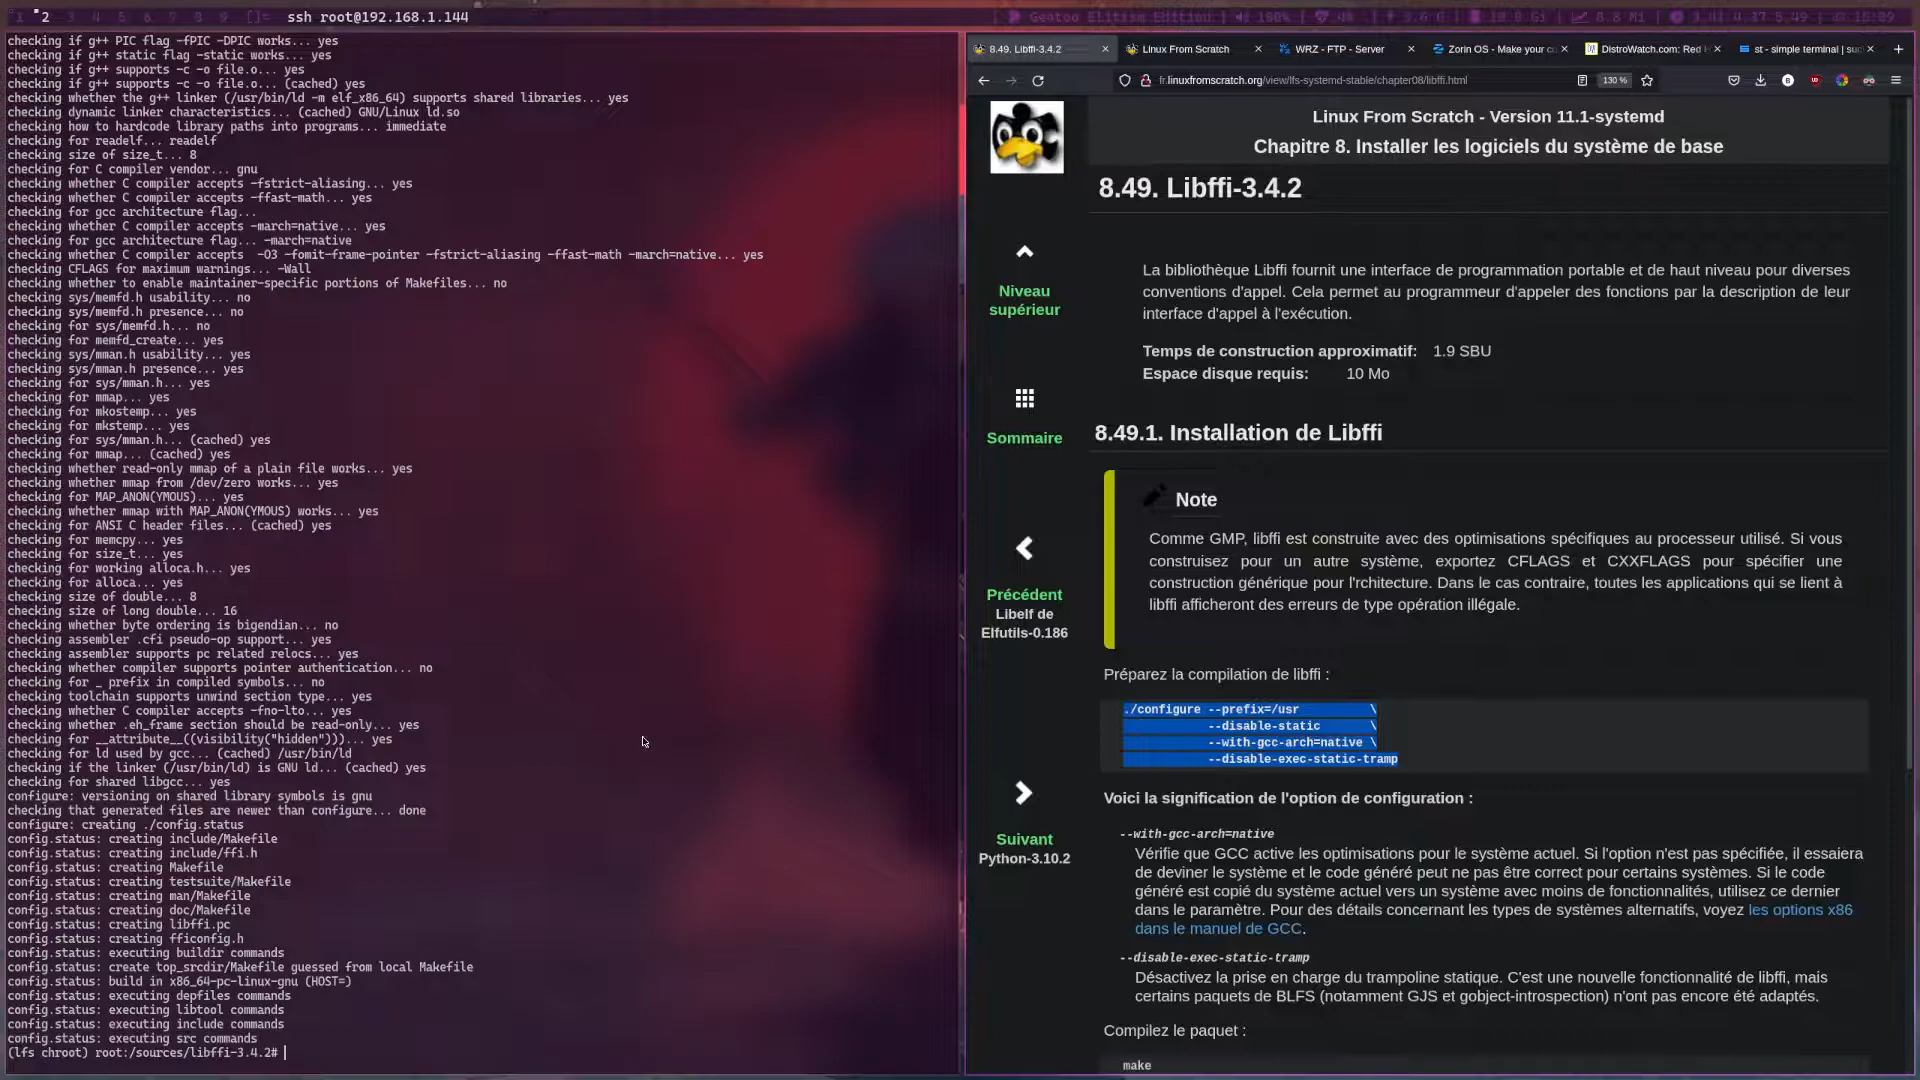 1 2 3 4 5 6 7 8 9 []= ssh root@192.168.1.144
Gentoo Elitism Edition
checking if g++ PIC flag -fPIC -DPIC works... yes
checking if g++ static flag -static works... yes
checking if g++ supports -c -o file.o... yes
checking if g++ supports -c -o file.o... (cached) yes
checking whether the g++ linker (/usr/bin/ld -m elf_x86_64) supports shared libraries... yes
checking dynamic linker characteristics... (cached) GNU/Linux ld.so
checking how to hardcode library paths into programs... immediate
checking for readelf... readelf
checking size of size_t... 8
checking for C compiler vendor... gnu
checking whether C compiler accepts -fstrict-aliasing... yes
checking whether C compiler accepts -ffast-math... yes
checking for gcc architecture flag...
checking whether C compiler accepts -march=native... yes
checking for gcc architecture flag... -march=native
checking whether C compiler accepts  -O3 -fomit-frame-pointer -fstrict-aliasing -ffast-math -march=native... yes
checking CFLAGS for maximum warnings... -Wall
checking whether to enable maintainer-specific portions of Makefiles... no
checking sys/memfd.h usability... no
checking sys/memfd.h presence... no
checking for sys/memfd.h... no
checking for memfd_create... yes
checking sys/mman.h usability... yes
checking sys/mman.h presence... yes
checking for sys/mman.h... yes
checking for mmap... yes
checking for mkostemp... yes
checking for mkstemp... yes
checking for sys/mman.h... (cached) yes
checking for mmap... (cached) yes
checking whether read-only mmap of a plain file works... yes
checking whether mmap from /dev/zero works... yes
checking for MAP_ANON(YMOUS)... yes
checking whether mmap with MAP_ANON(YMOUS) works... yes
checking for ANSI C header files... (cached) yes
checking for memcpy... yes
checking for size_t... yes
checking for working alloca.h... yes
checking for alloca... yes
checking size of double... 8
checking size of long double... 16
checking whether byte ordering is bigendian... no
checking assembler .cfi pseudo-op support... yes
checking assembler supports pc related relocs... yes
checking whether compiler supports pointer authentication... no
checking for _ prefix in compiled symbols... no
checking toolchain supports unwind section type... yes
checking whether C compiler accepts -fno-lto... yes
checking whether .eh_frame section should be read-only... yes
checking for __attribute__((visibility("hidden")))... yes
checking for ld used by gcc... (cached) /usr/bin/ld
checking if the linker (/usr/bin/ld) is GNU ld... (cached) yes
checking for shared libgcc... yes
configure: versioning on shared library symbols is gnu
checking that generated files are newer than configure... done
configure: creating ./config.status
config.status: creating include/Makefile
config.status: creating include/ffi.h
config.status: creating Makefile
config.status: creating testsuite/Makefile
config.status: creating man/Makefile
config.status: creating doc/Makefile
config.status: creating libffi.pc
config.status: creating fficonfig.h
config.status: executing buildir commands
config.status: create top_srcdir/Makefile guessed from local Makefile
config.status: build in x86_64-pc-linux-gnu (HOST=)
config.status: executing depfiles commands
config.status: executing libtool commands
config.status: executing include commands
config.status: executing src commands
(lfs chroot) root:/sources/libffi-3.4.2#
8.49. Libffi-3.4.2
Linux From Scratch
WRZ - FTP - Server
Zorin OS - Make your co
DistroWatch.com: Red
st - simple terminal | suc
fr.linuxfromscratch.org/view/lfs-systemd-stable/chapter08/libffi.html
130 %
Linux From Scratch - Version 11.1-systemd
Chapitre 8. Installer les logiciels du système de base
8.49. Libffi-3.4.2
Niveau
supérieur
Sommaire
Précédent
Libelf de
Elfutils-0.186
Suivant
Python-3.10.2
La bibliothèque Libffi fournit une interface de programmation portable et de haut niveau pour diverses
conventions d'appel. Cela permet au programmeur d'appeler des fonctions par la description de leur
interface d'appel à l'exécution.
Temps de construction approximatif: 1.9 SBU
Espace disque requis: 10 Mo
8.49.1. Installation de Libffi
Note
Comme GMP, libffi est construite avec des optimisations spécifiques au processeur utilisé. Si vous
construisez pour un autre système, exportez CFLAGS et CXXFLAGS pour spécifier une
construction générique pour l'rchitecture. Dans le cas contraire, toutes les applications qui se lient à
libffi afficheront des erreurs de type opération illégale.
Préparez la compilation de libffi :
./configure --prefix=/usr \
--disable-static \
--with-gcc-arch=native \
--disable-exec-static-tramp
Voici la signification de l'option de configuration :
--with-gcc-arch=native
Vérifie que GCC active les optimisations pour le système actuel. Si l'option n'est pas spécifiée, il essaiera
de deviner le système et le code généré peut ne pas être correct pour certains systèmes. Si le code
généré est copié du système actuel vers un système avec moins de fonctionnalités, utilisez ce dernier
dans le paramètre. Pour des détails concernant les types de systèmes alternatifs, voyez les options x86
dans le manuel de GCC.
--disable-exec-static-tramp
Désactivez la prise en charge du trampoline statique. C'est une nouvelle fonctionnalité de libffi, mais
certains paquets de BLFS (notamment GJS et gobject-introspection) n'ont pas encore été adaptés.
Compilez le paquet :
make